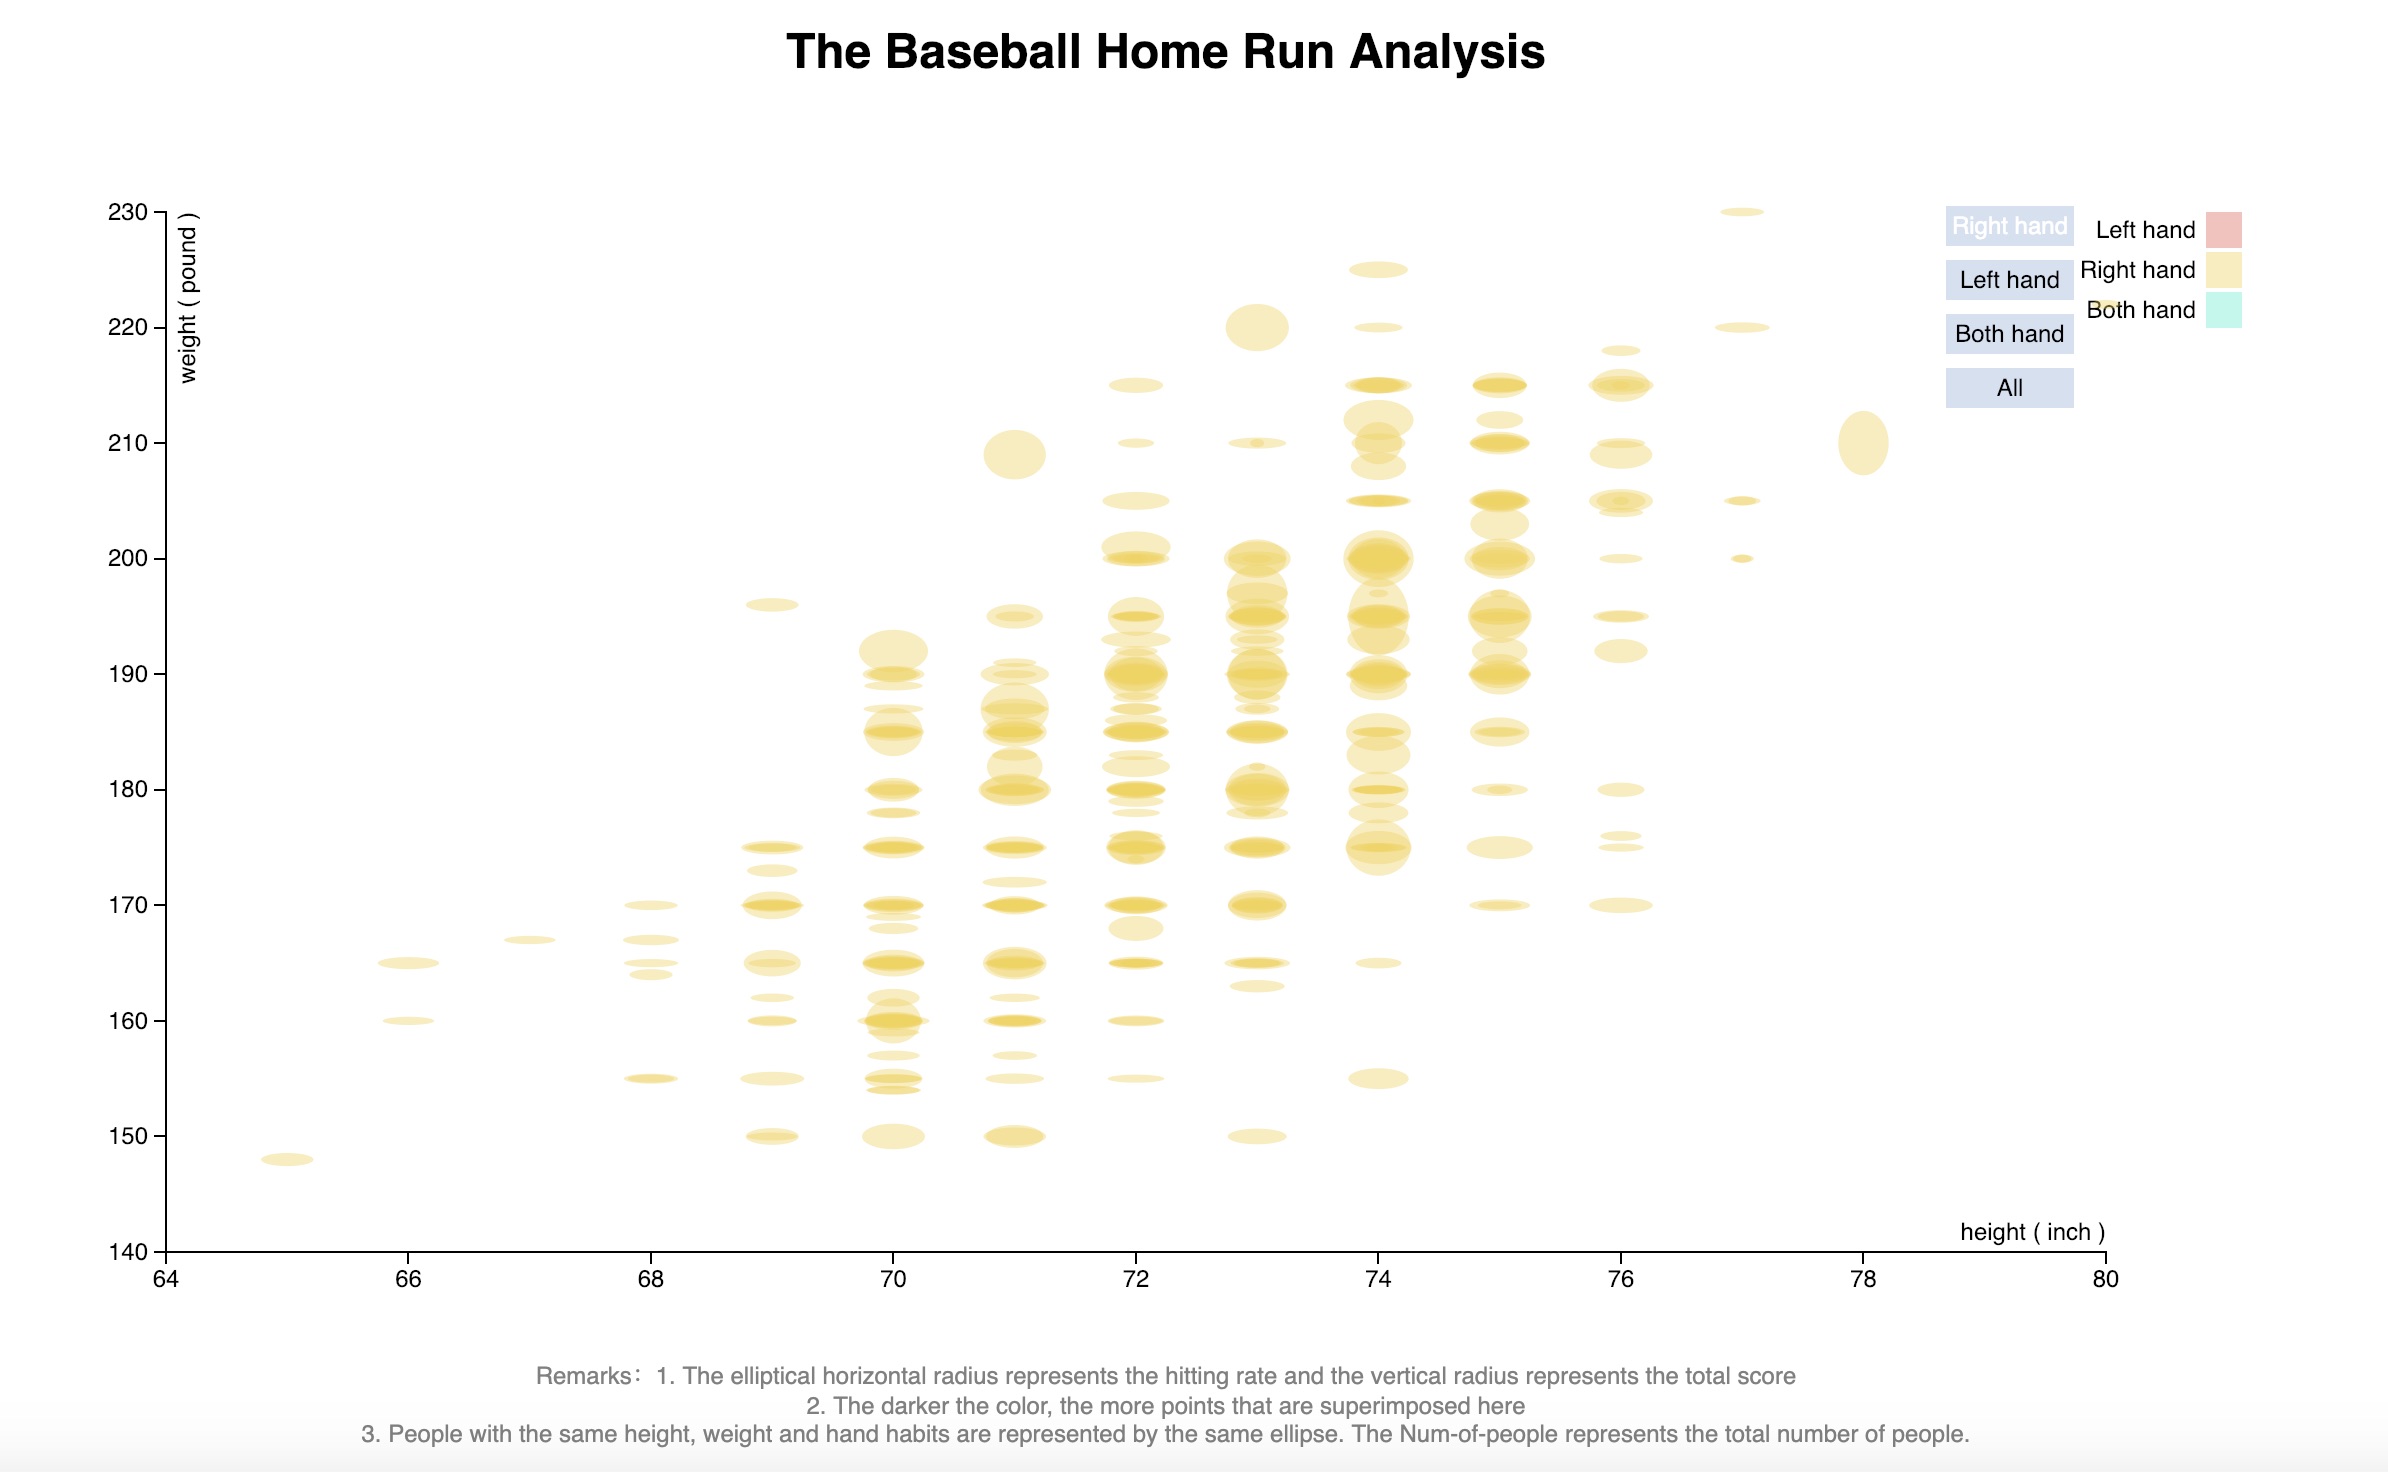 The Baseball Home Run Analysis
weight ( pound )
230
220
210
200
190
180
170
160
150
140
64
66
68
70
72
74
76
78
80
height ( inch )
Right hand
Left hand
Both hand
All
Left hand
Right hand
Both hand
Remarks：1. The elliptical horizontal radius represents the hitting rate and the vertical radius represents the total score
2. The darker the color, the more points that are superimposed here
3. People with the same height, weight and hand habits are represented by the same ellipse. The Num-of-people represents the total number of people.